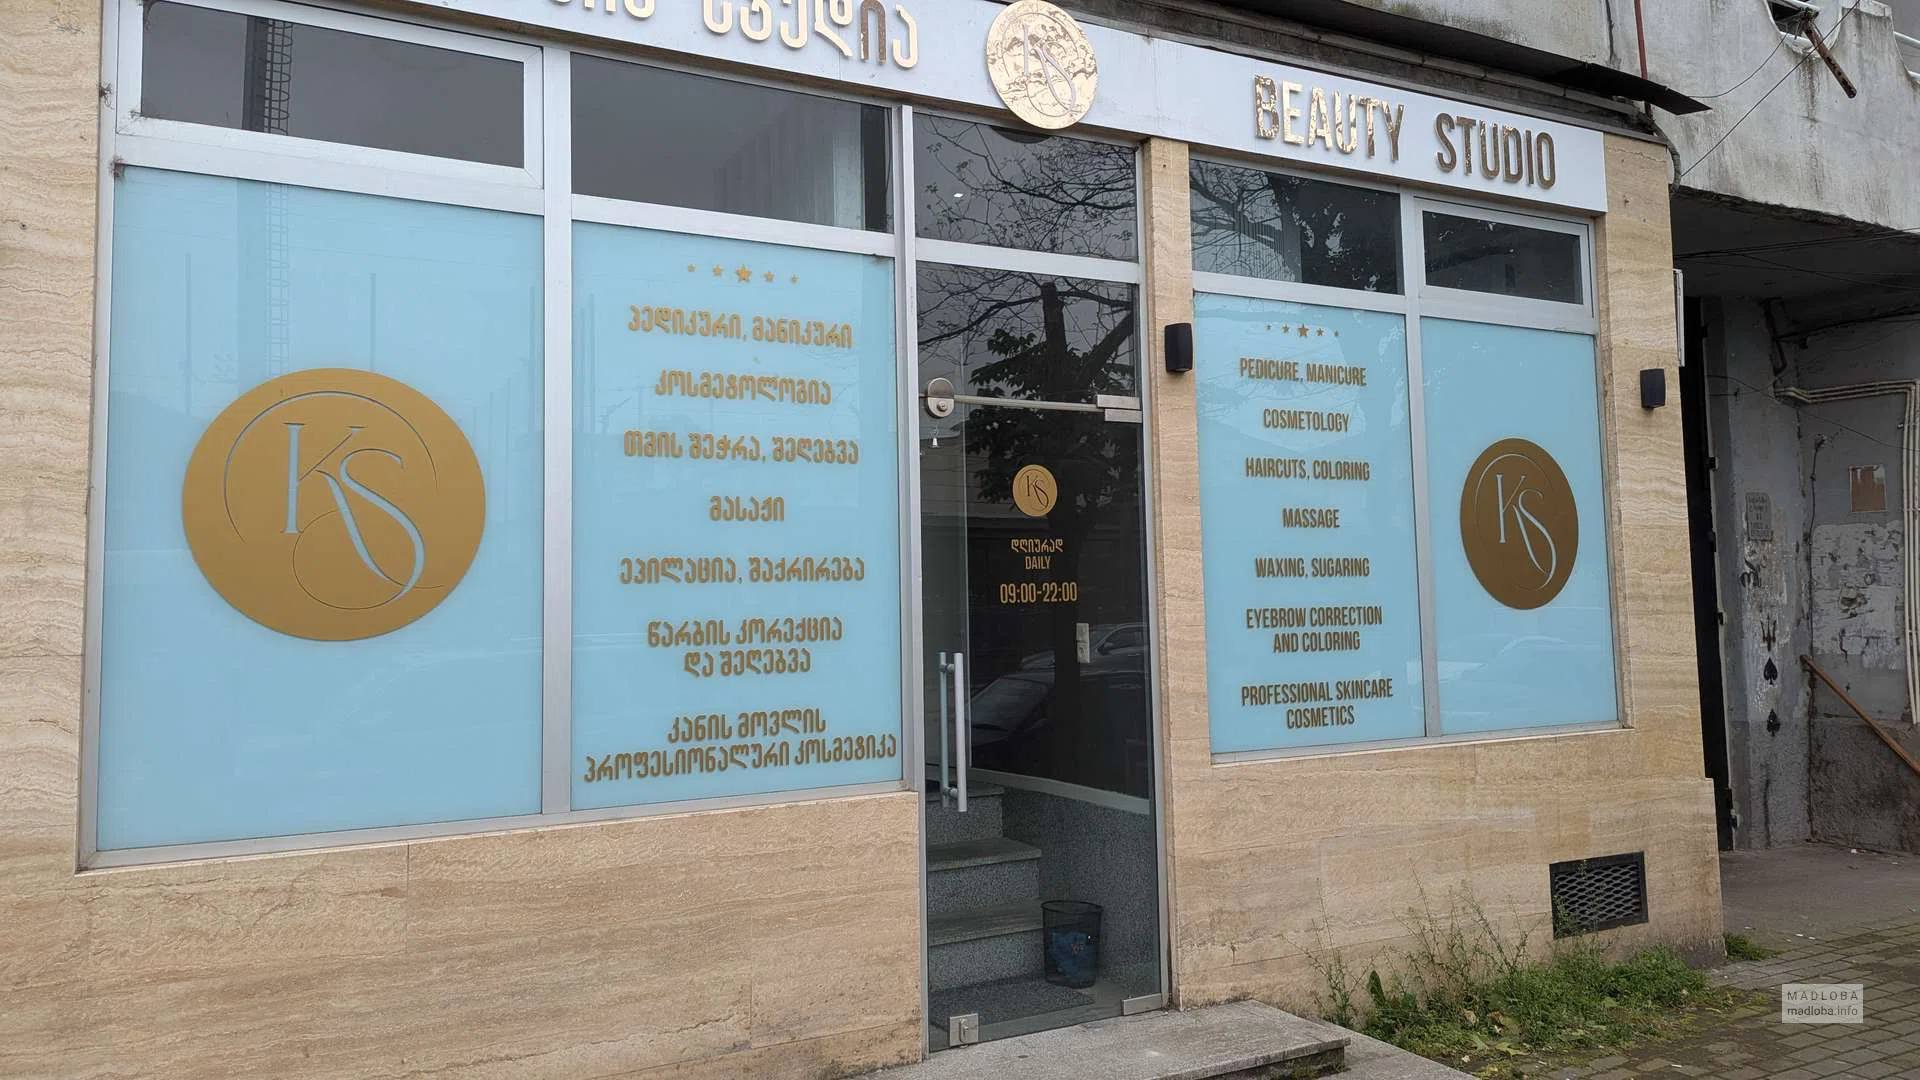 სტუდია
KS
BEAUTY STUDIO
KS
პედიკური, მანიკური
კოსმეტოლოგია
თმის შეჭრა, შეღებვა
მასაჟი
ეპილაცია, შაქრირება
წარბის კორექცია
და შეღებვა
კანის მოვლის
პროფესიონალური კოსმეტიკა
KS
დღიურად
DAILY
09:00-22:00
PEDICURE, MANICURE
COSMETOLOGY
HAIRCUTS, COLORING
MASSAGE
WAXING, SUGARING
EYEBROW CORRECTION
AND COLORING
PROFESSIONAL SKINCARE
COSMETICS
KS
MADLOBA
madloba.info